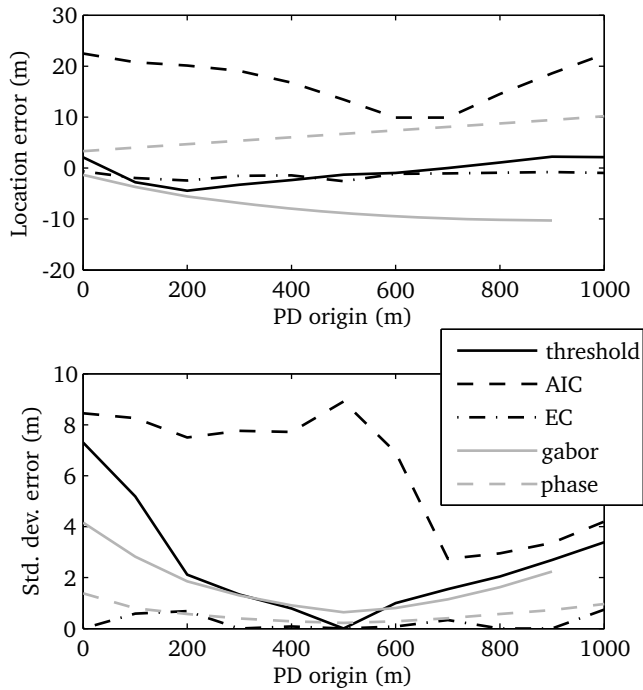 30
20
10
0
-10
-20
Location error (m)
0 200 400 600 800 1000
PD origin (m)
threshold
AIC
EC
gabor
phase
10
8
6
4
2
0
Std. dev. error (m)
0 200 400 600 800 1000
PD origin (m)